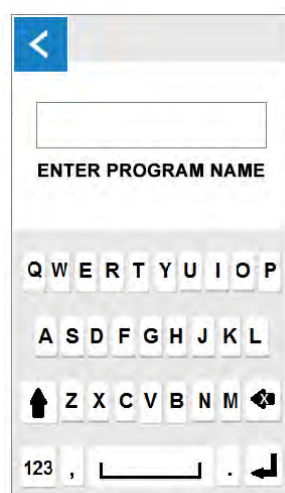 ENTER PROGRAM NAME
Q W E R T Y U I O P
A S D F G H J K L
Z X C V B N M
123 , .